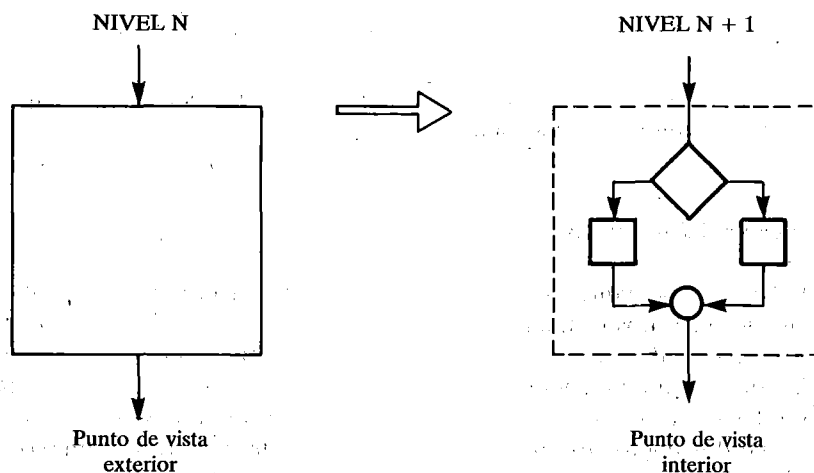 NIVEL N
NIVEL N + 1
Punto de vista
exterior
Punto de vista
interior